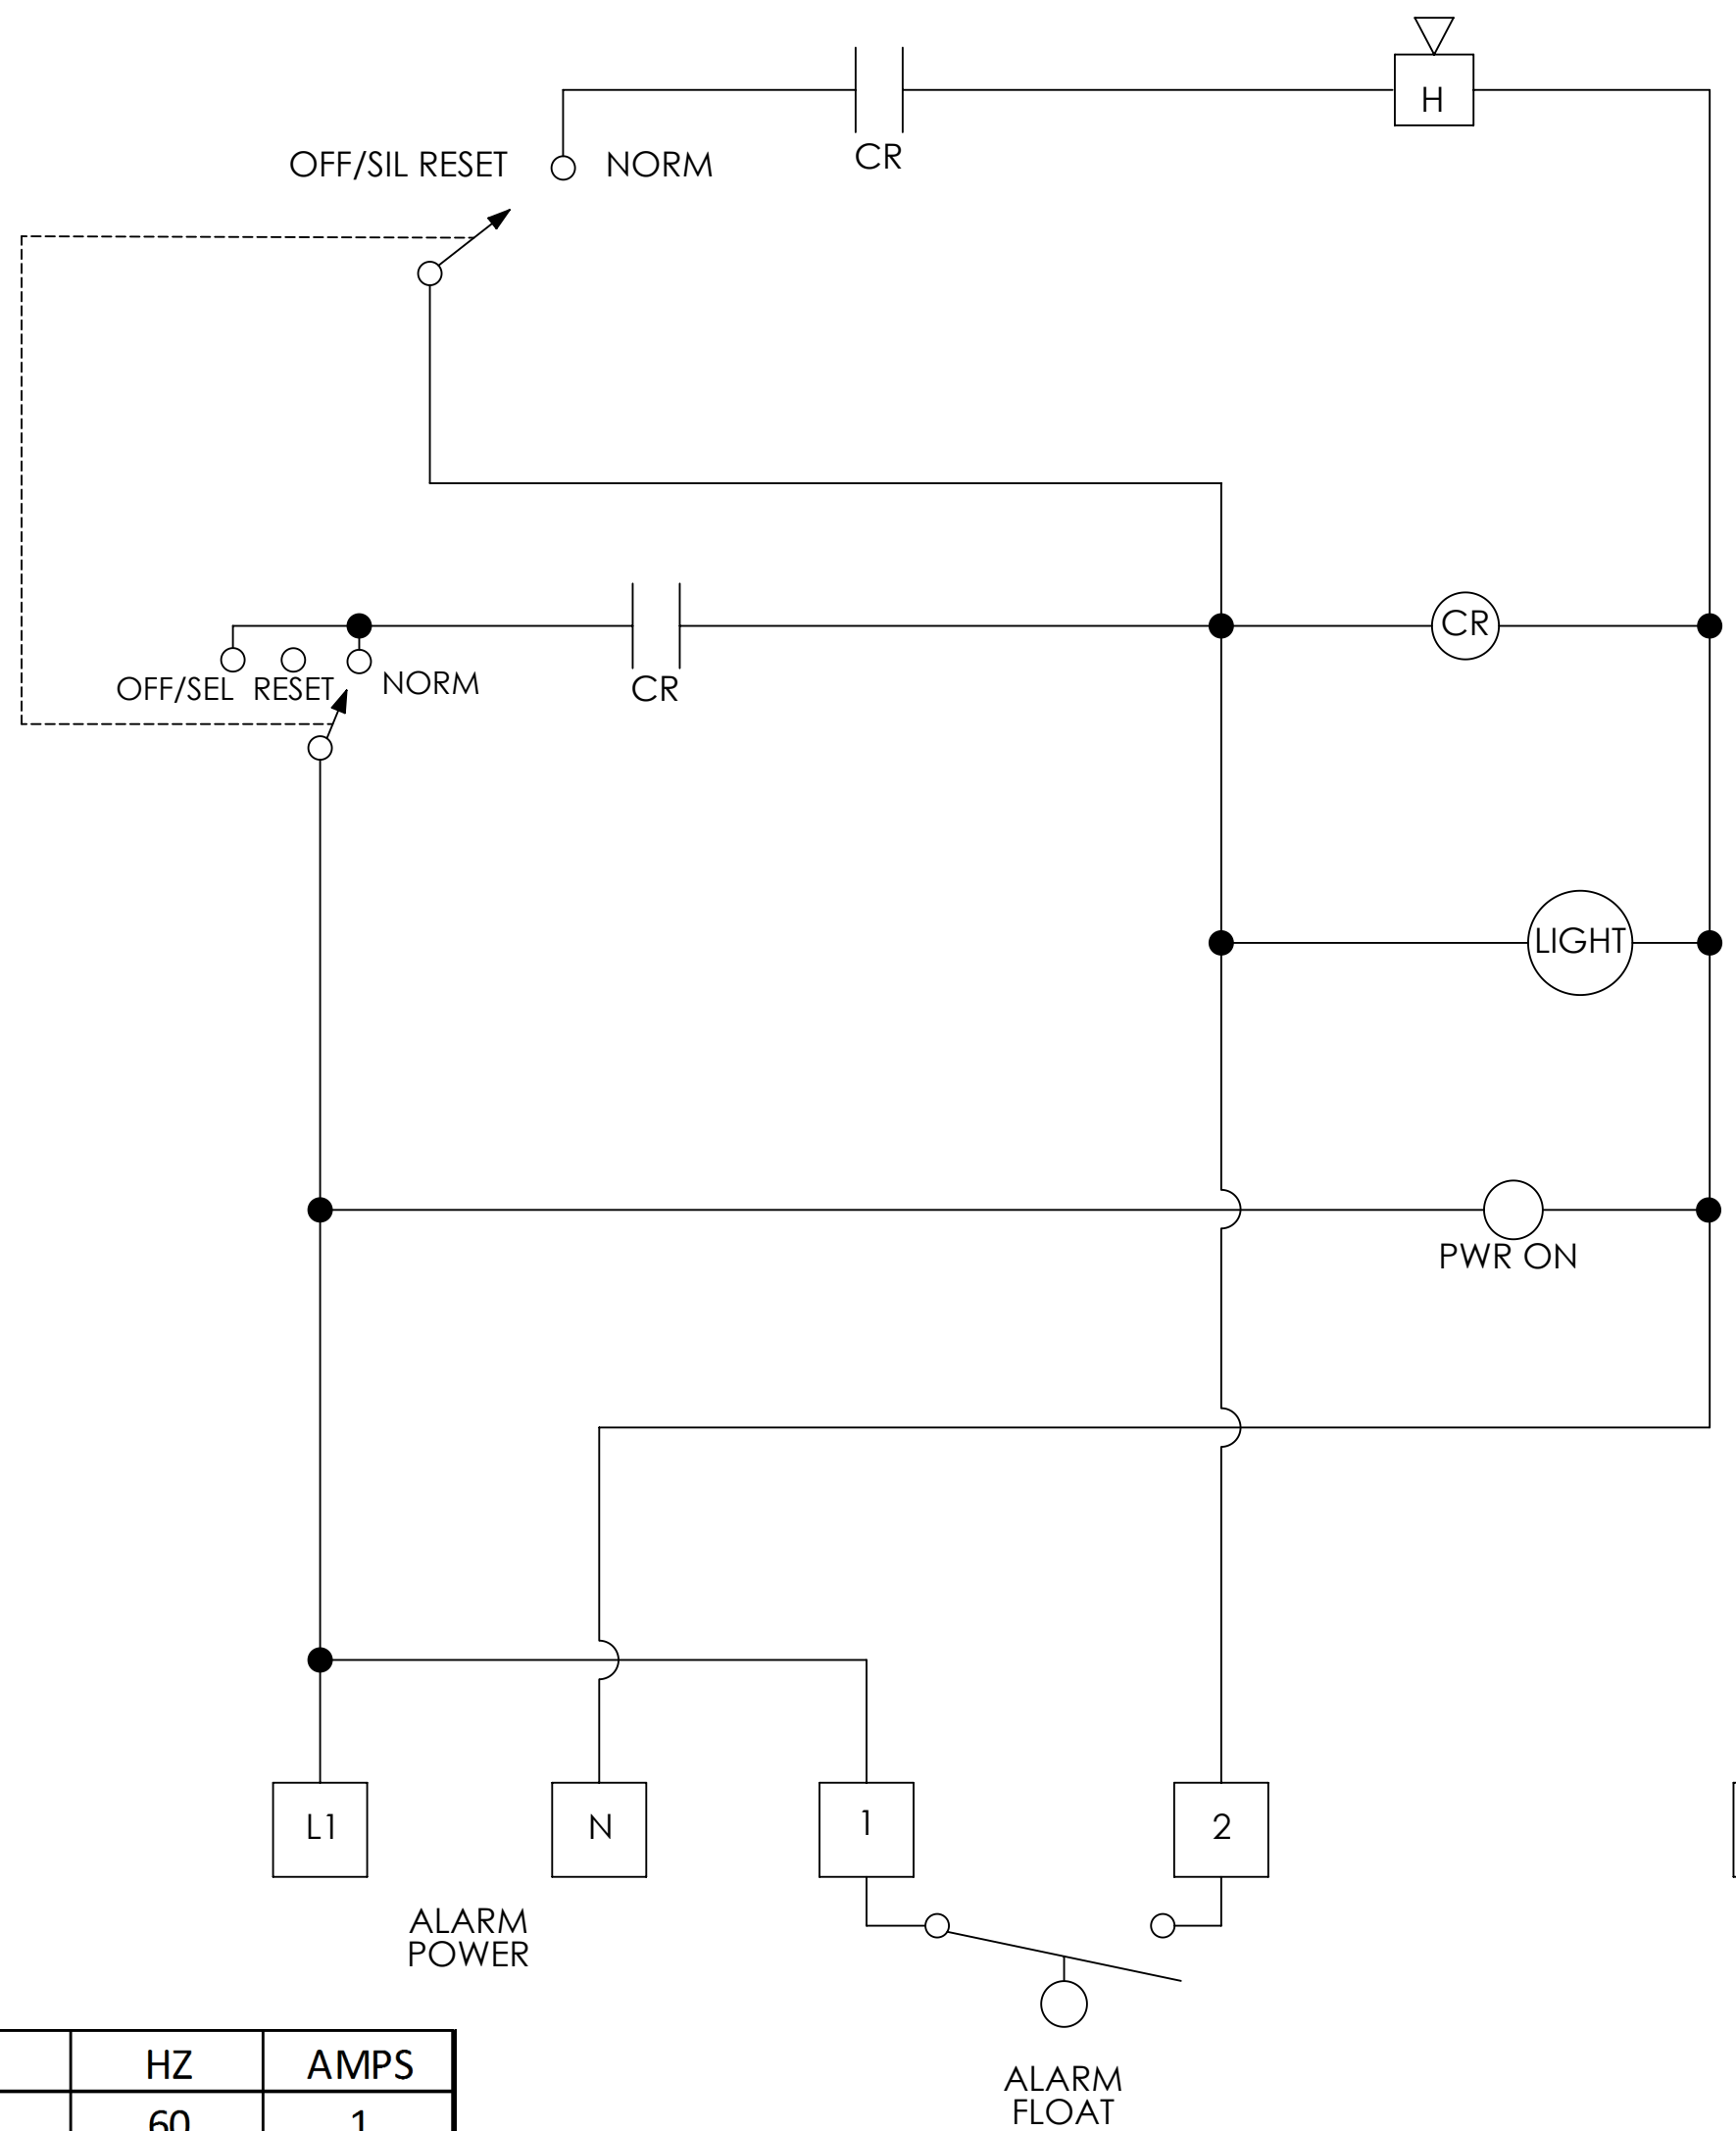 H
OFF/SIL RESET NORM
CR
CR
OFF/SEL RESET NORM
CR
LIGHT
PWR ON
L1 N 1 2
ALARM
POWER
HZ AMPS
60 1
ALARM
FLOAT